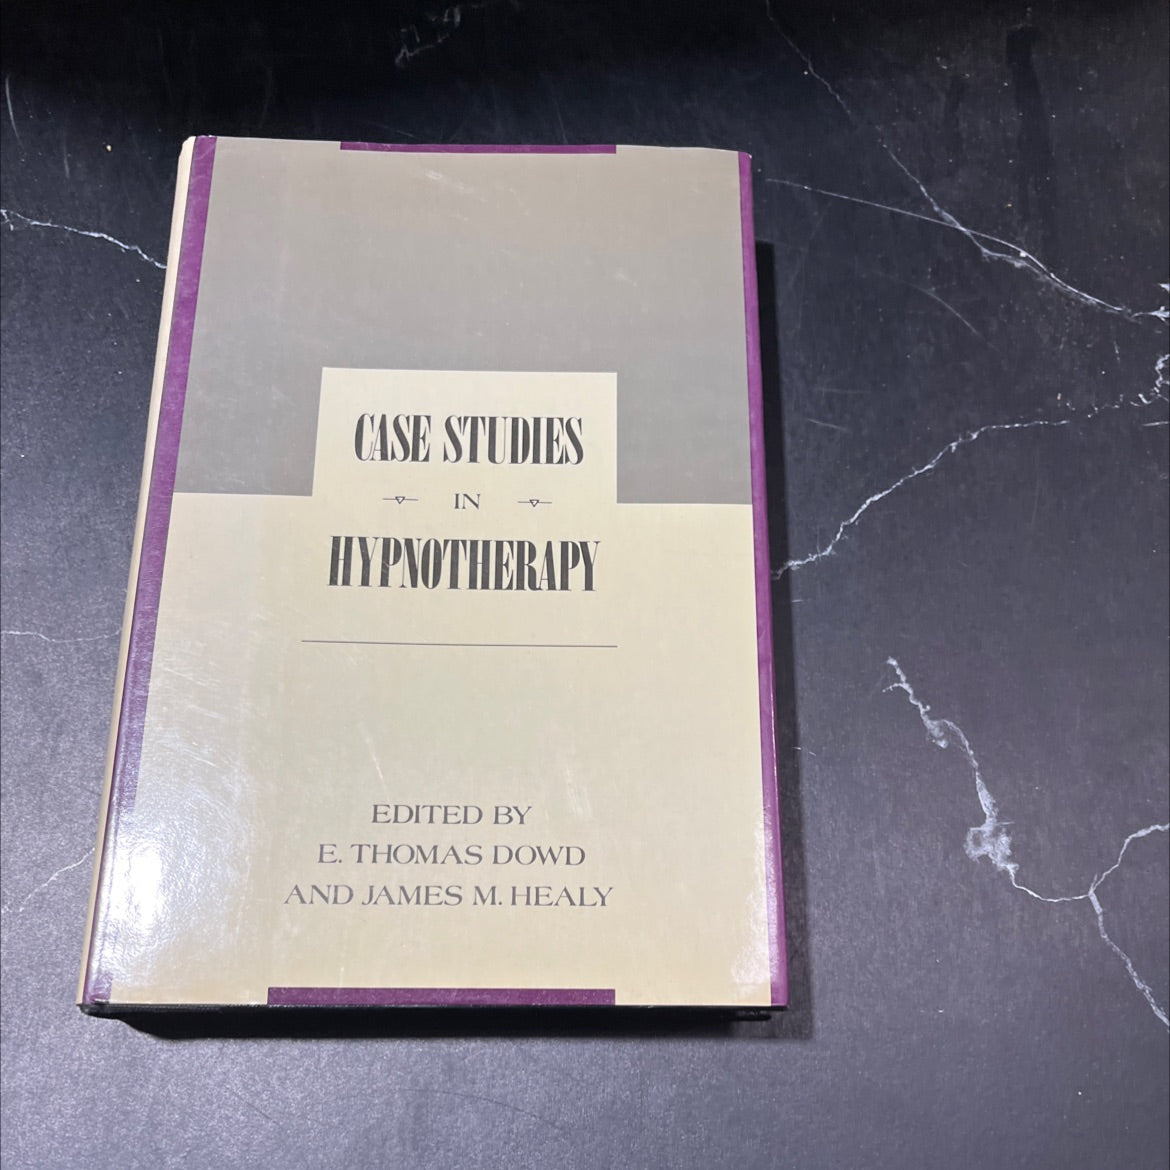 CASE STUDIES
IN
HYPNOTHERAPY
EDITED BY
E. THOMAS DOWD
AND JAMES M. HEALY